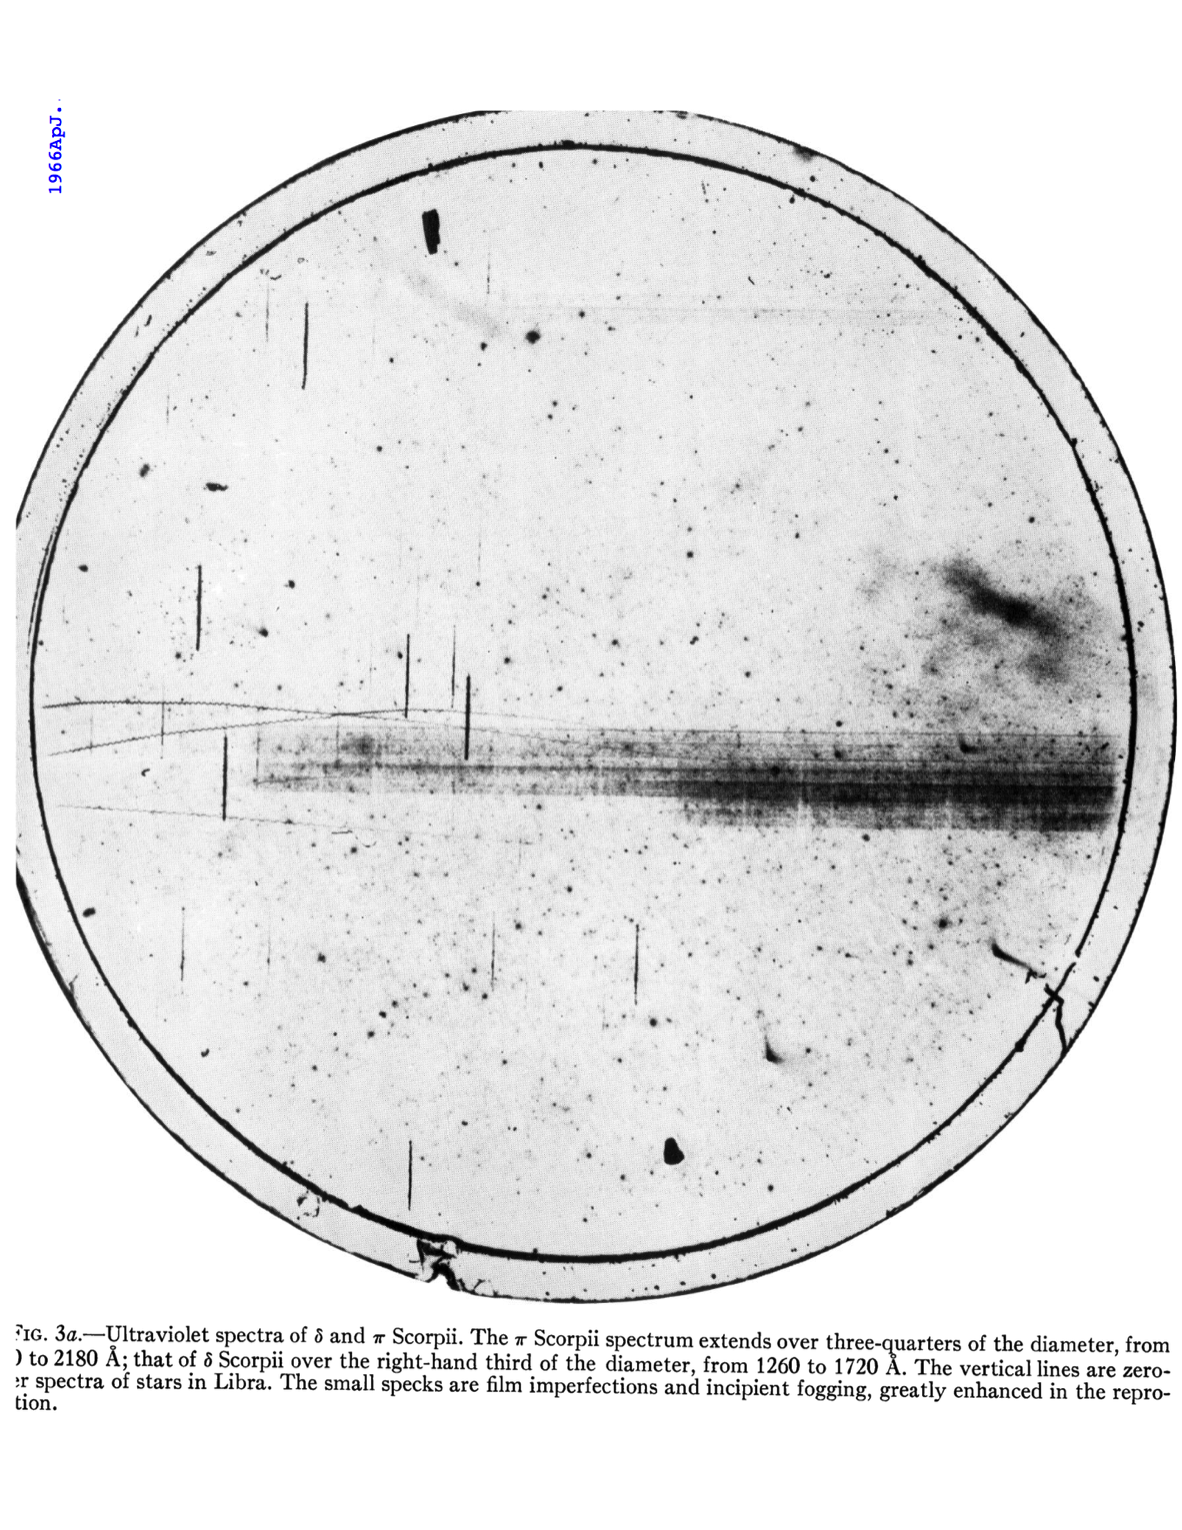 1966ApJ.
FIG. 3a.—Ultraviolet spectra of δ and π Scorpii. The π Scorpii spectrum extends over three-quarters of the diameter, from
) to 2180 Å; that of δ Scorpii over the right-hand third of the diameter, from 1260 to 1720 Å. The vertical lines are zero-
er spectra of stars in Libra. The small specks are film imperfections and incipient fogging, greatly enhanced in the repro-
tion.